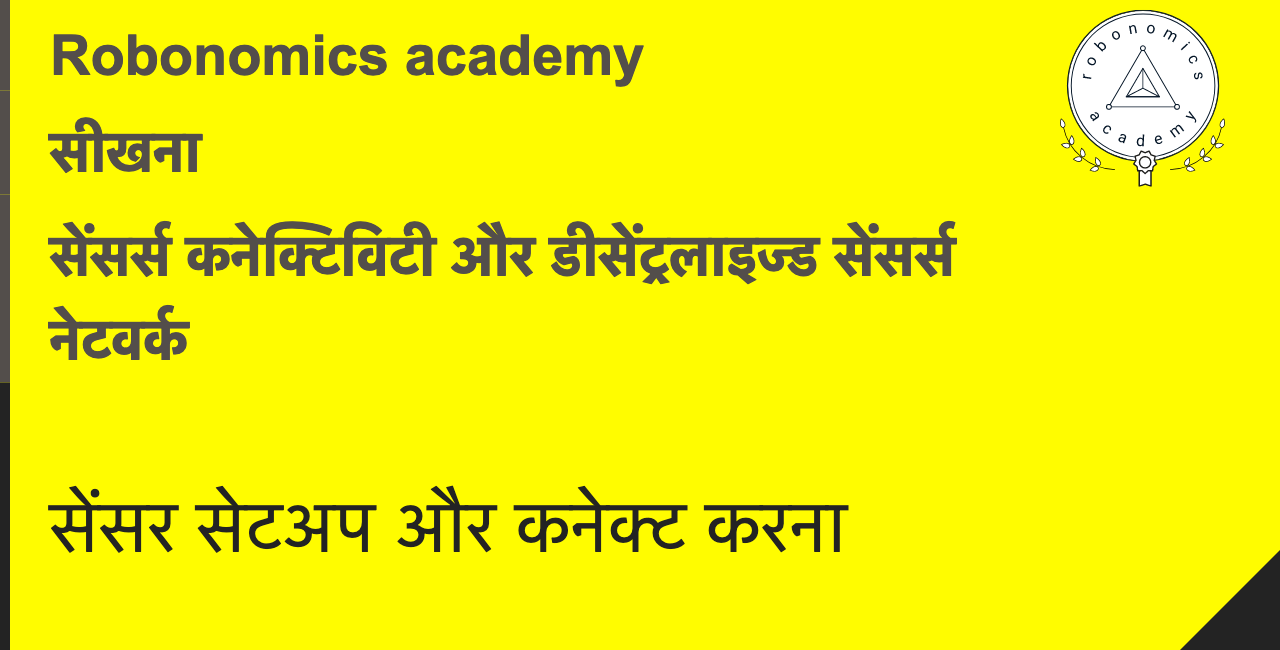 Robonomics academy
सीखना
सेंसर्स कनेक्टिविटी और डीसेंट्रलाइज्ड सेंसर्स
नेटवर्क
सेंसर सेटअप और कनेक्ट करना
robonomics
academy